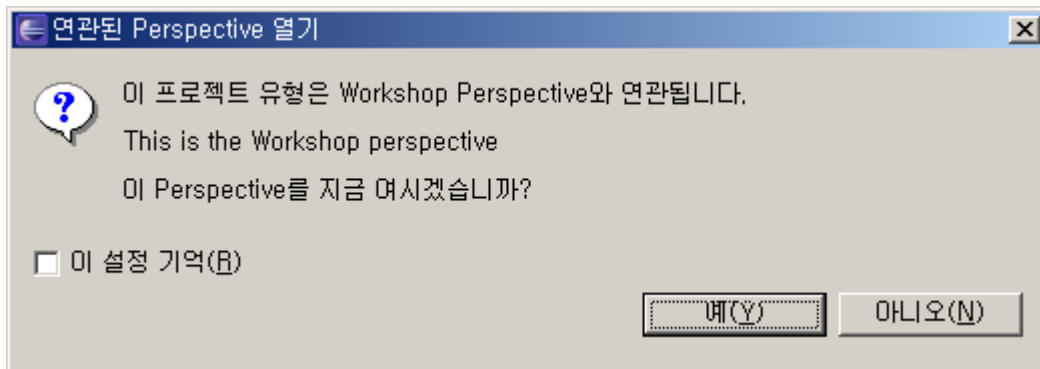 연관된 Perspective 열기
이 프로젝트 유형은 Workshop Perspective와 연관됩니다.
This is the Workshop perspective
이 Perspective를 지금 여시겠습니까?
이 설정 기억(R)
예(Y) 아니오(N)